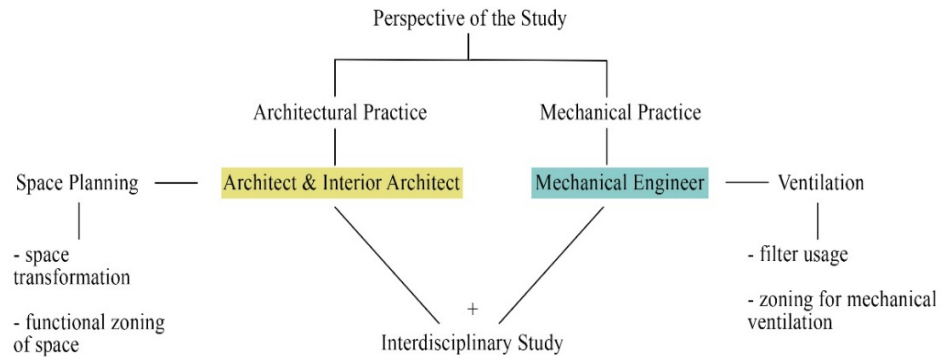 Perspective of the Study
Architectural Practice
Mechanical Practice
Space Planning
Architect & Interior Architect
Mechanical Engineer
Ventilation
- space
transformation
- functional zoning
of space
- filter usage
- zoning for mechanical
ventilation
+
Interdisciplinary Study